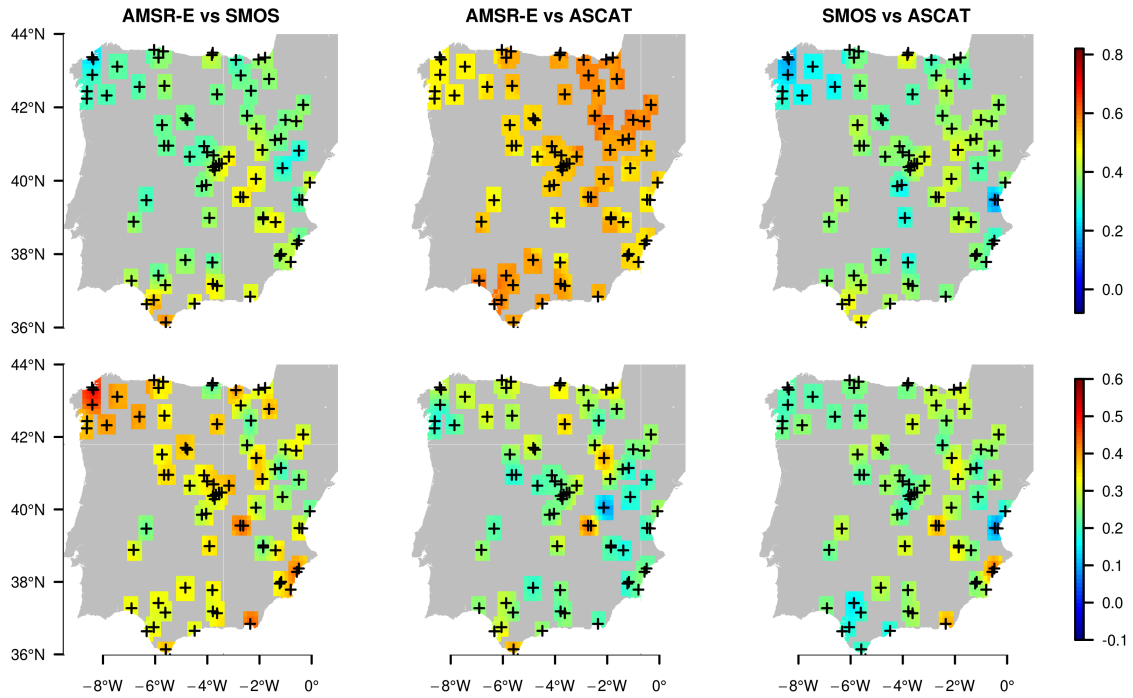 AMSR-E vs SMOS AMSR-E vs ASCAT SMOS vs ASCAT
44°N
42°N
40°N
38°N
36°N
0.8
0.6
0.4
0.2
0.0
44°N
42°N
40°N
38°N
36°N
0.6
0.5
0.4
0.3
0.2
0.1
0.0
-0.1
−8°W −6°W −4°W −2°W 0° −8°W −6°W −4°W −2°W 0° −8°W −6°W −4°W −2°W 0°